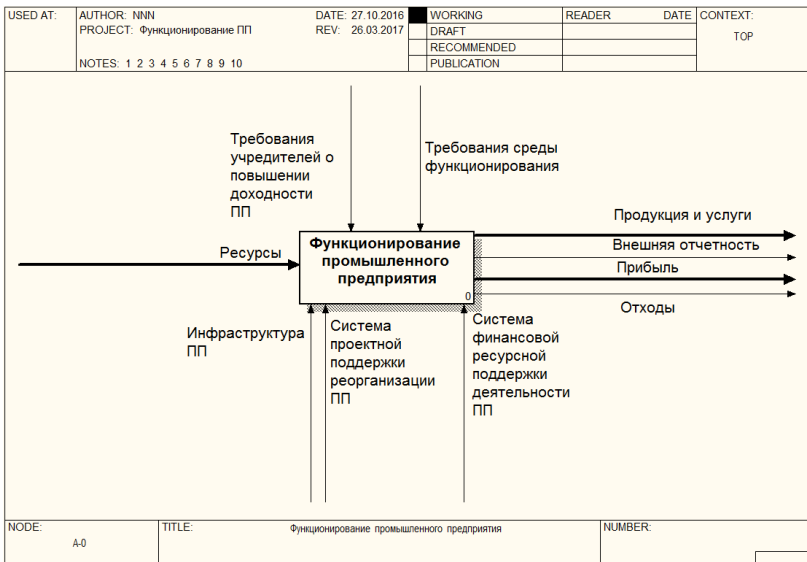 USED AT:
AUTHOR: NNN
DATE: 27.10.2016
PROJECT: Функционирование ПП
REV: 26.03.2017
NOTES: 1 2 3 4 5 6 7 8 9 10
WORKING
DRAFT
RECOMMENDED
PUBLICATION
READER
DATE
CONTEXT:
TOP
Требования
учредителей о
повышении
доходности
ПП
Требования среды
функционирования
Ресурсы
Функционирование
промышленного
предприятия
0
Продукция и услуги
Внешняя отчетность
Прибыль
Отходы
Инфраструктура
ПП
Система
проектной
поддержки
реорганизации
ПП
Система
финансовой
ресурсной
поддержки
деятельности
ПП
NODE:
A-0
TITLE:
Функционирование промышленного предприятия
NUMBER: